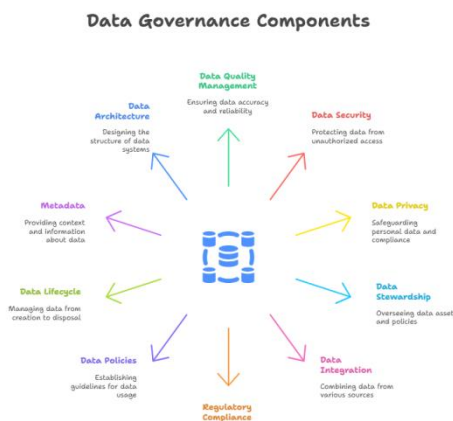 Data Governance Components
Data Quality
Management
Ensuring data accuracy
and reliability
Data
Architecture
Designing the
structure of data
systems
Data Security
Protecting data from
unauthorized access
Metadata
Providing context
and information
about data
Data Privacy
Safeguarding
personal data and
compliance
Data Lifecycle
Managing data from
creation to disposal
Data
Stewardship
Overseeing data asset
and policies
Data Policies
Establishing
guidelines for data
usage
Data
Integration
Combining data from
various sources
Regulatory
Compliance